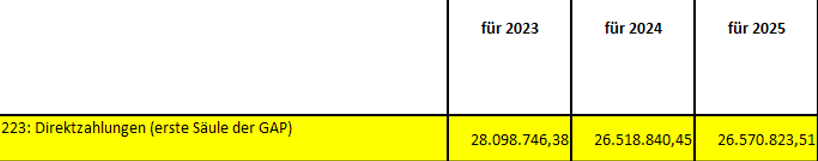 für 2023 für 2024 für 2025
223: Direktzahlungen (erste Säule der GAP) 28.098.746,38 26.518.840,45 26.570.823,51